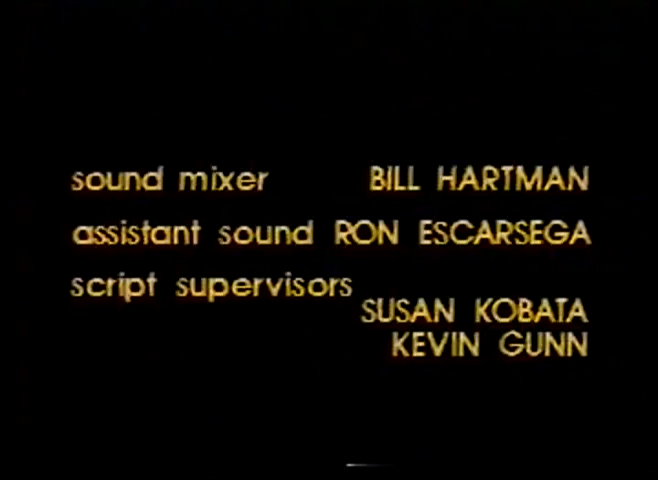 sound mixer BILL HARTMAN
assistant sound RON ESCARSEGA
script supervisors
SUSAN KOBATA
KEVIN GUNN